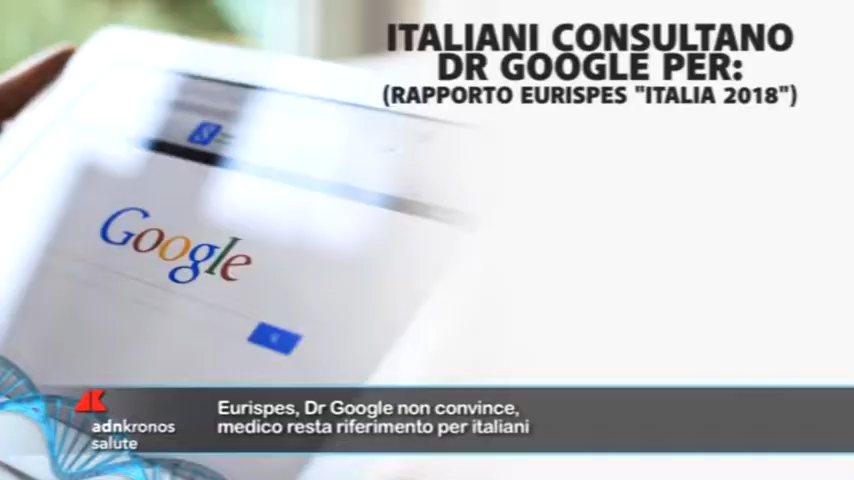 ITALIANI CONSULTANO
DR GOOGLE PER:
(RAPPORTO EURISPES "ITALIA 2018")
Google
Eurispes, Dr Google non convince,
medico resta riferimento per italiani
adnkronos
salute